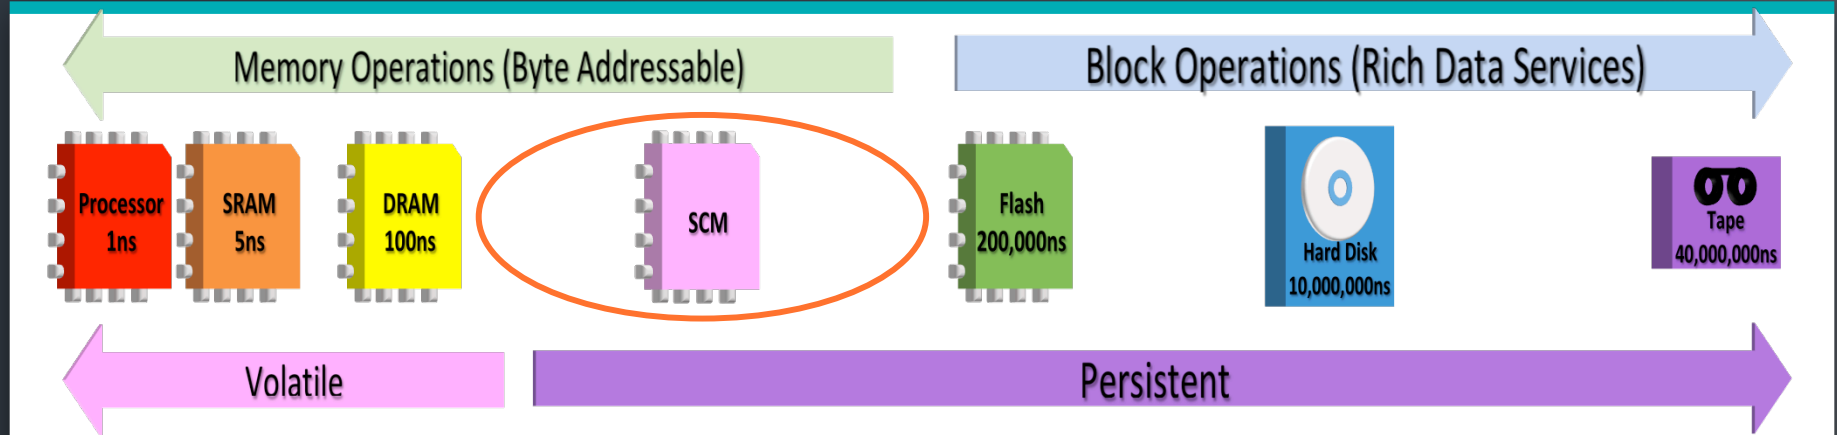 Memory Operations (Byte Addressable)
Block Operations (Rich Data Services)
Processor
1ns
SRAM
5ns
DRAM
100ns
SCM
Flash
200,000ns
Hard Disk
10,000,000ns
Tape
40,000,000ns
Volatile
Persistent